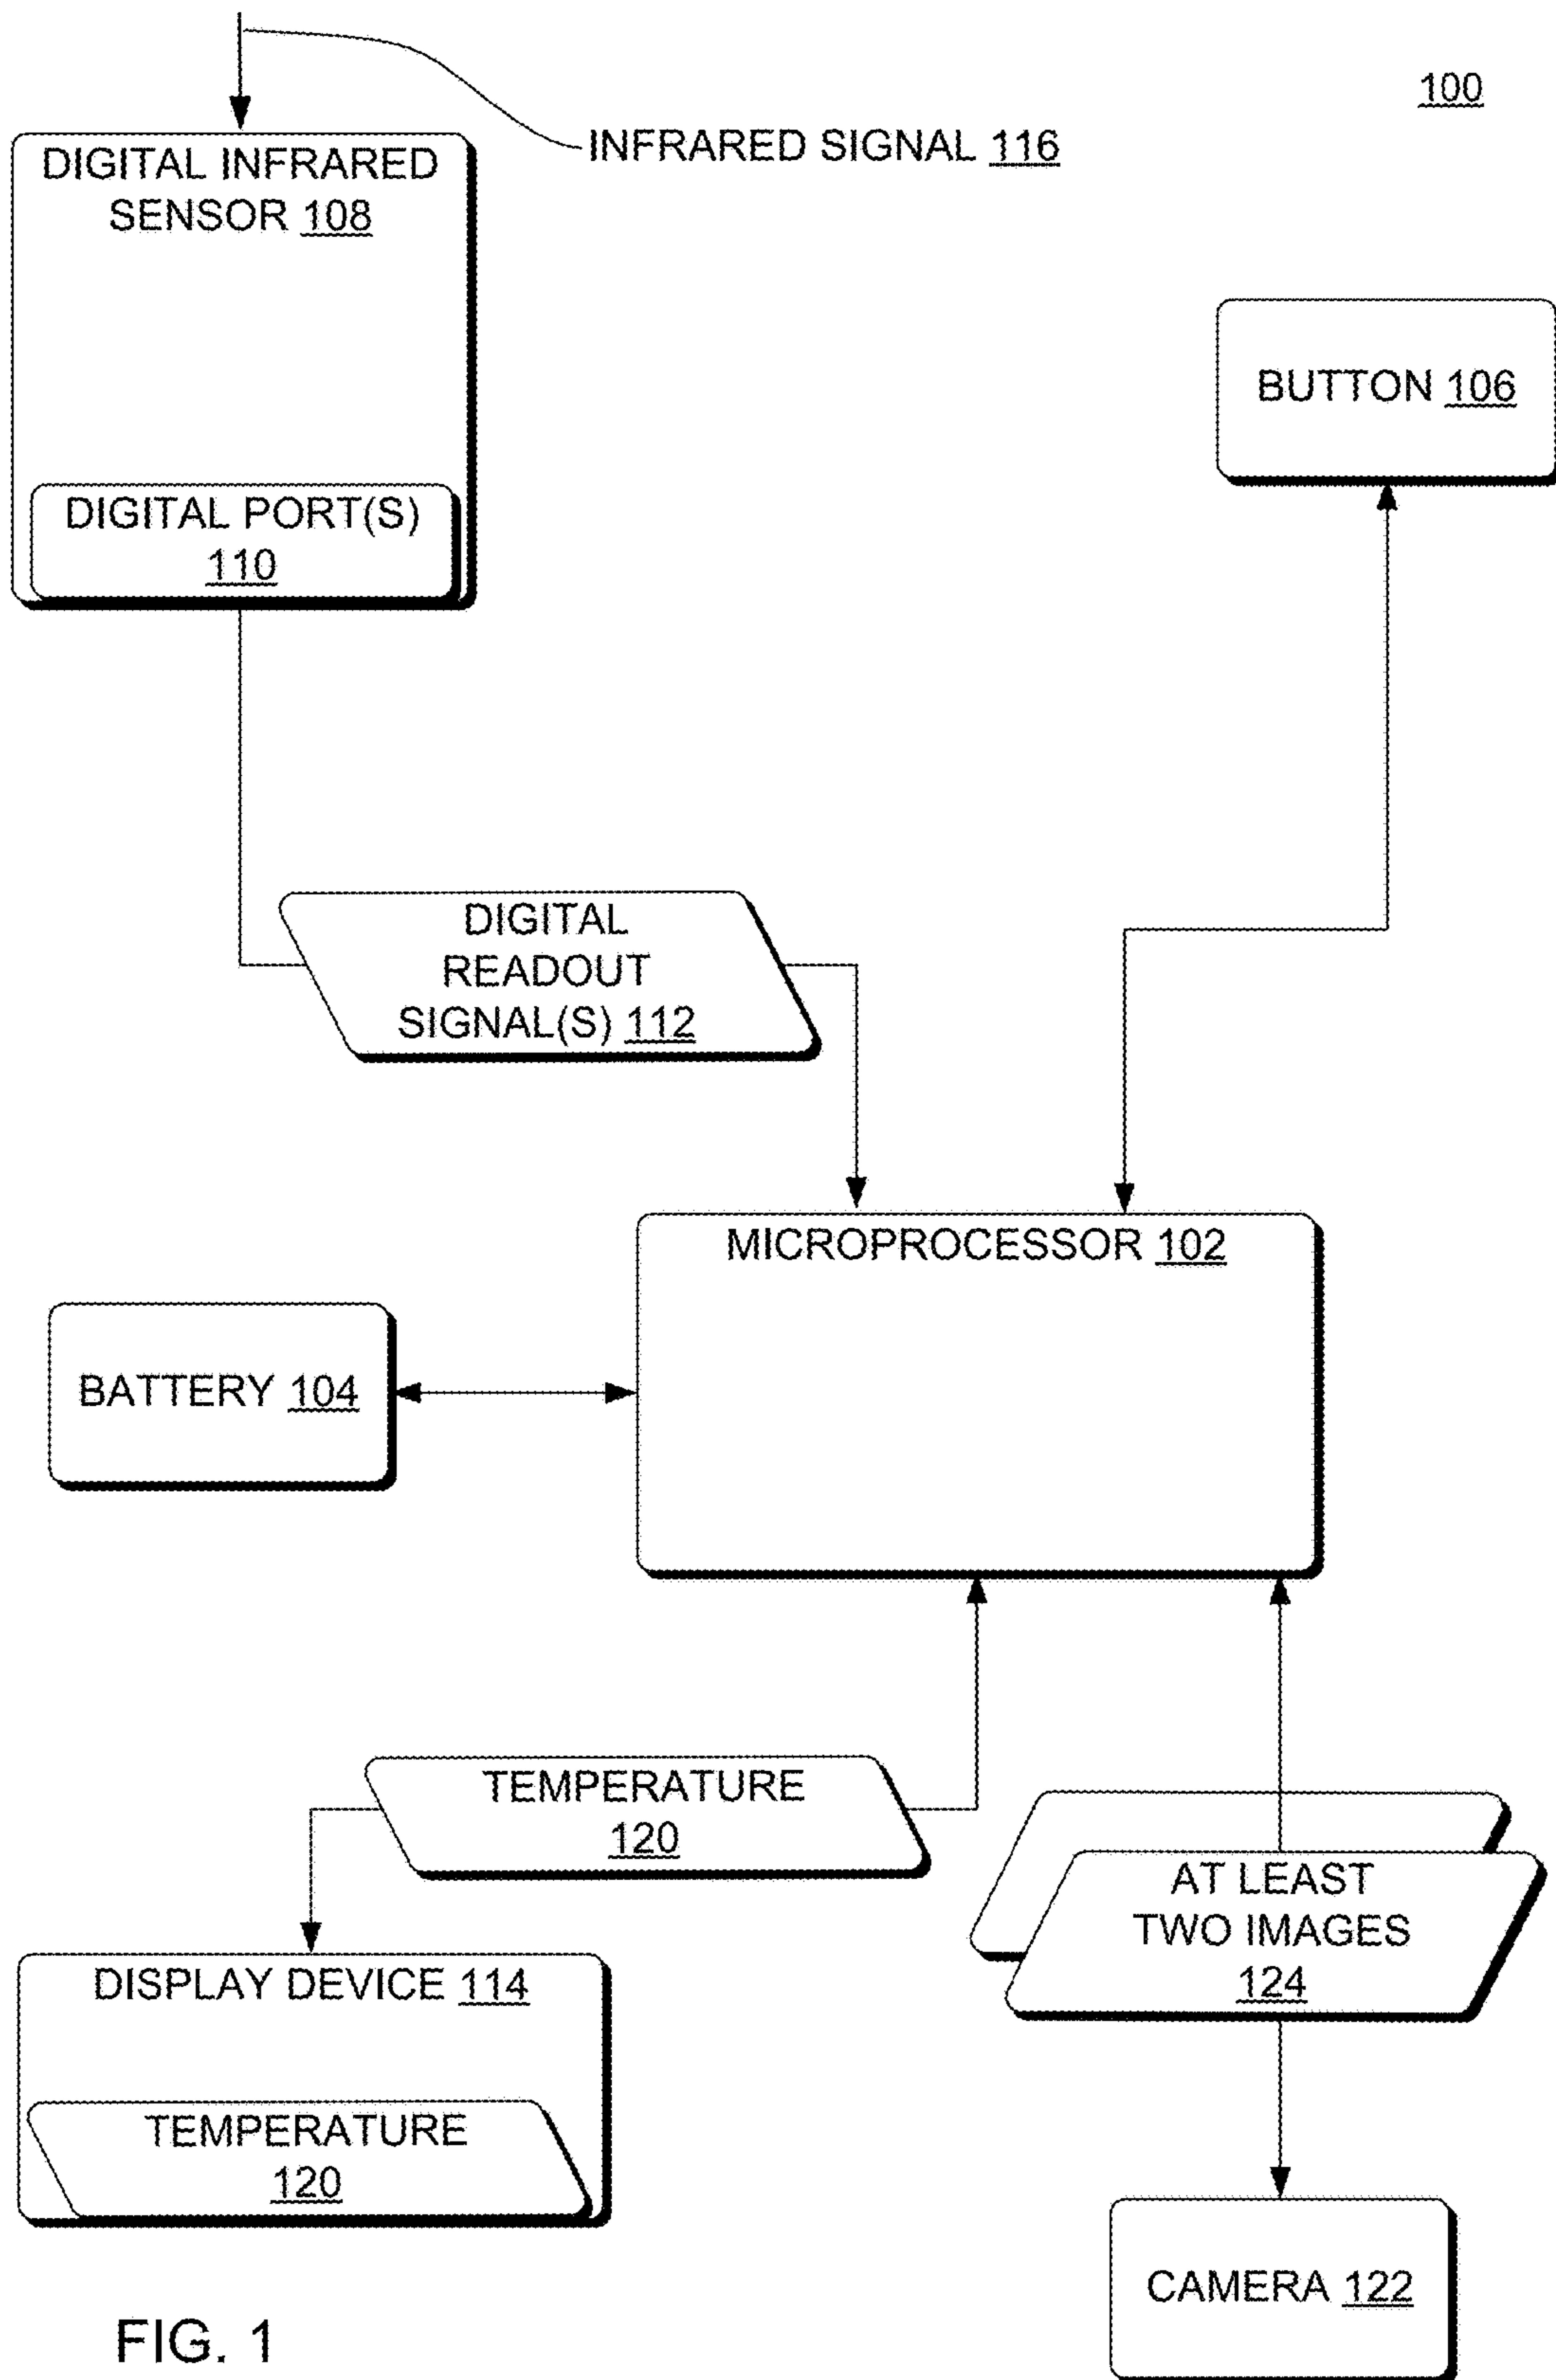 100
INFRARED SIGNAL 116
DIGITAL INFRARED
SENSOR 108
BUTTON 106
DIGITAL PORT(S)
110
DIGITAL
READOUT
SIGNAL(S) 112
MICROPROCESSOR 102
BATTERY 104
TEMPERATURE
120
AT LEAST
TWO IMAGES
124
DISPLAY DEVICE 114
TEMPERATURE
120
CAMERA 122
FIG. 1